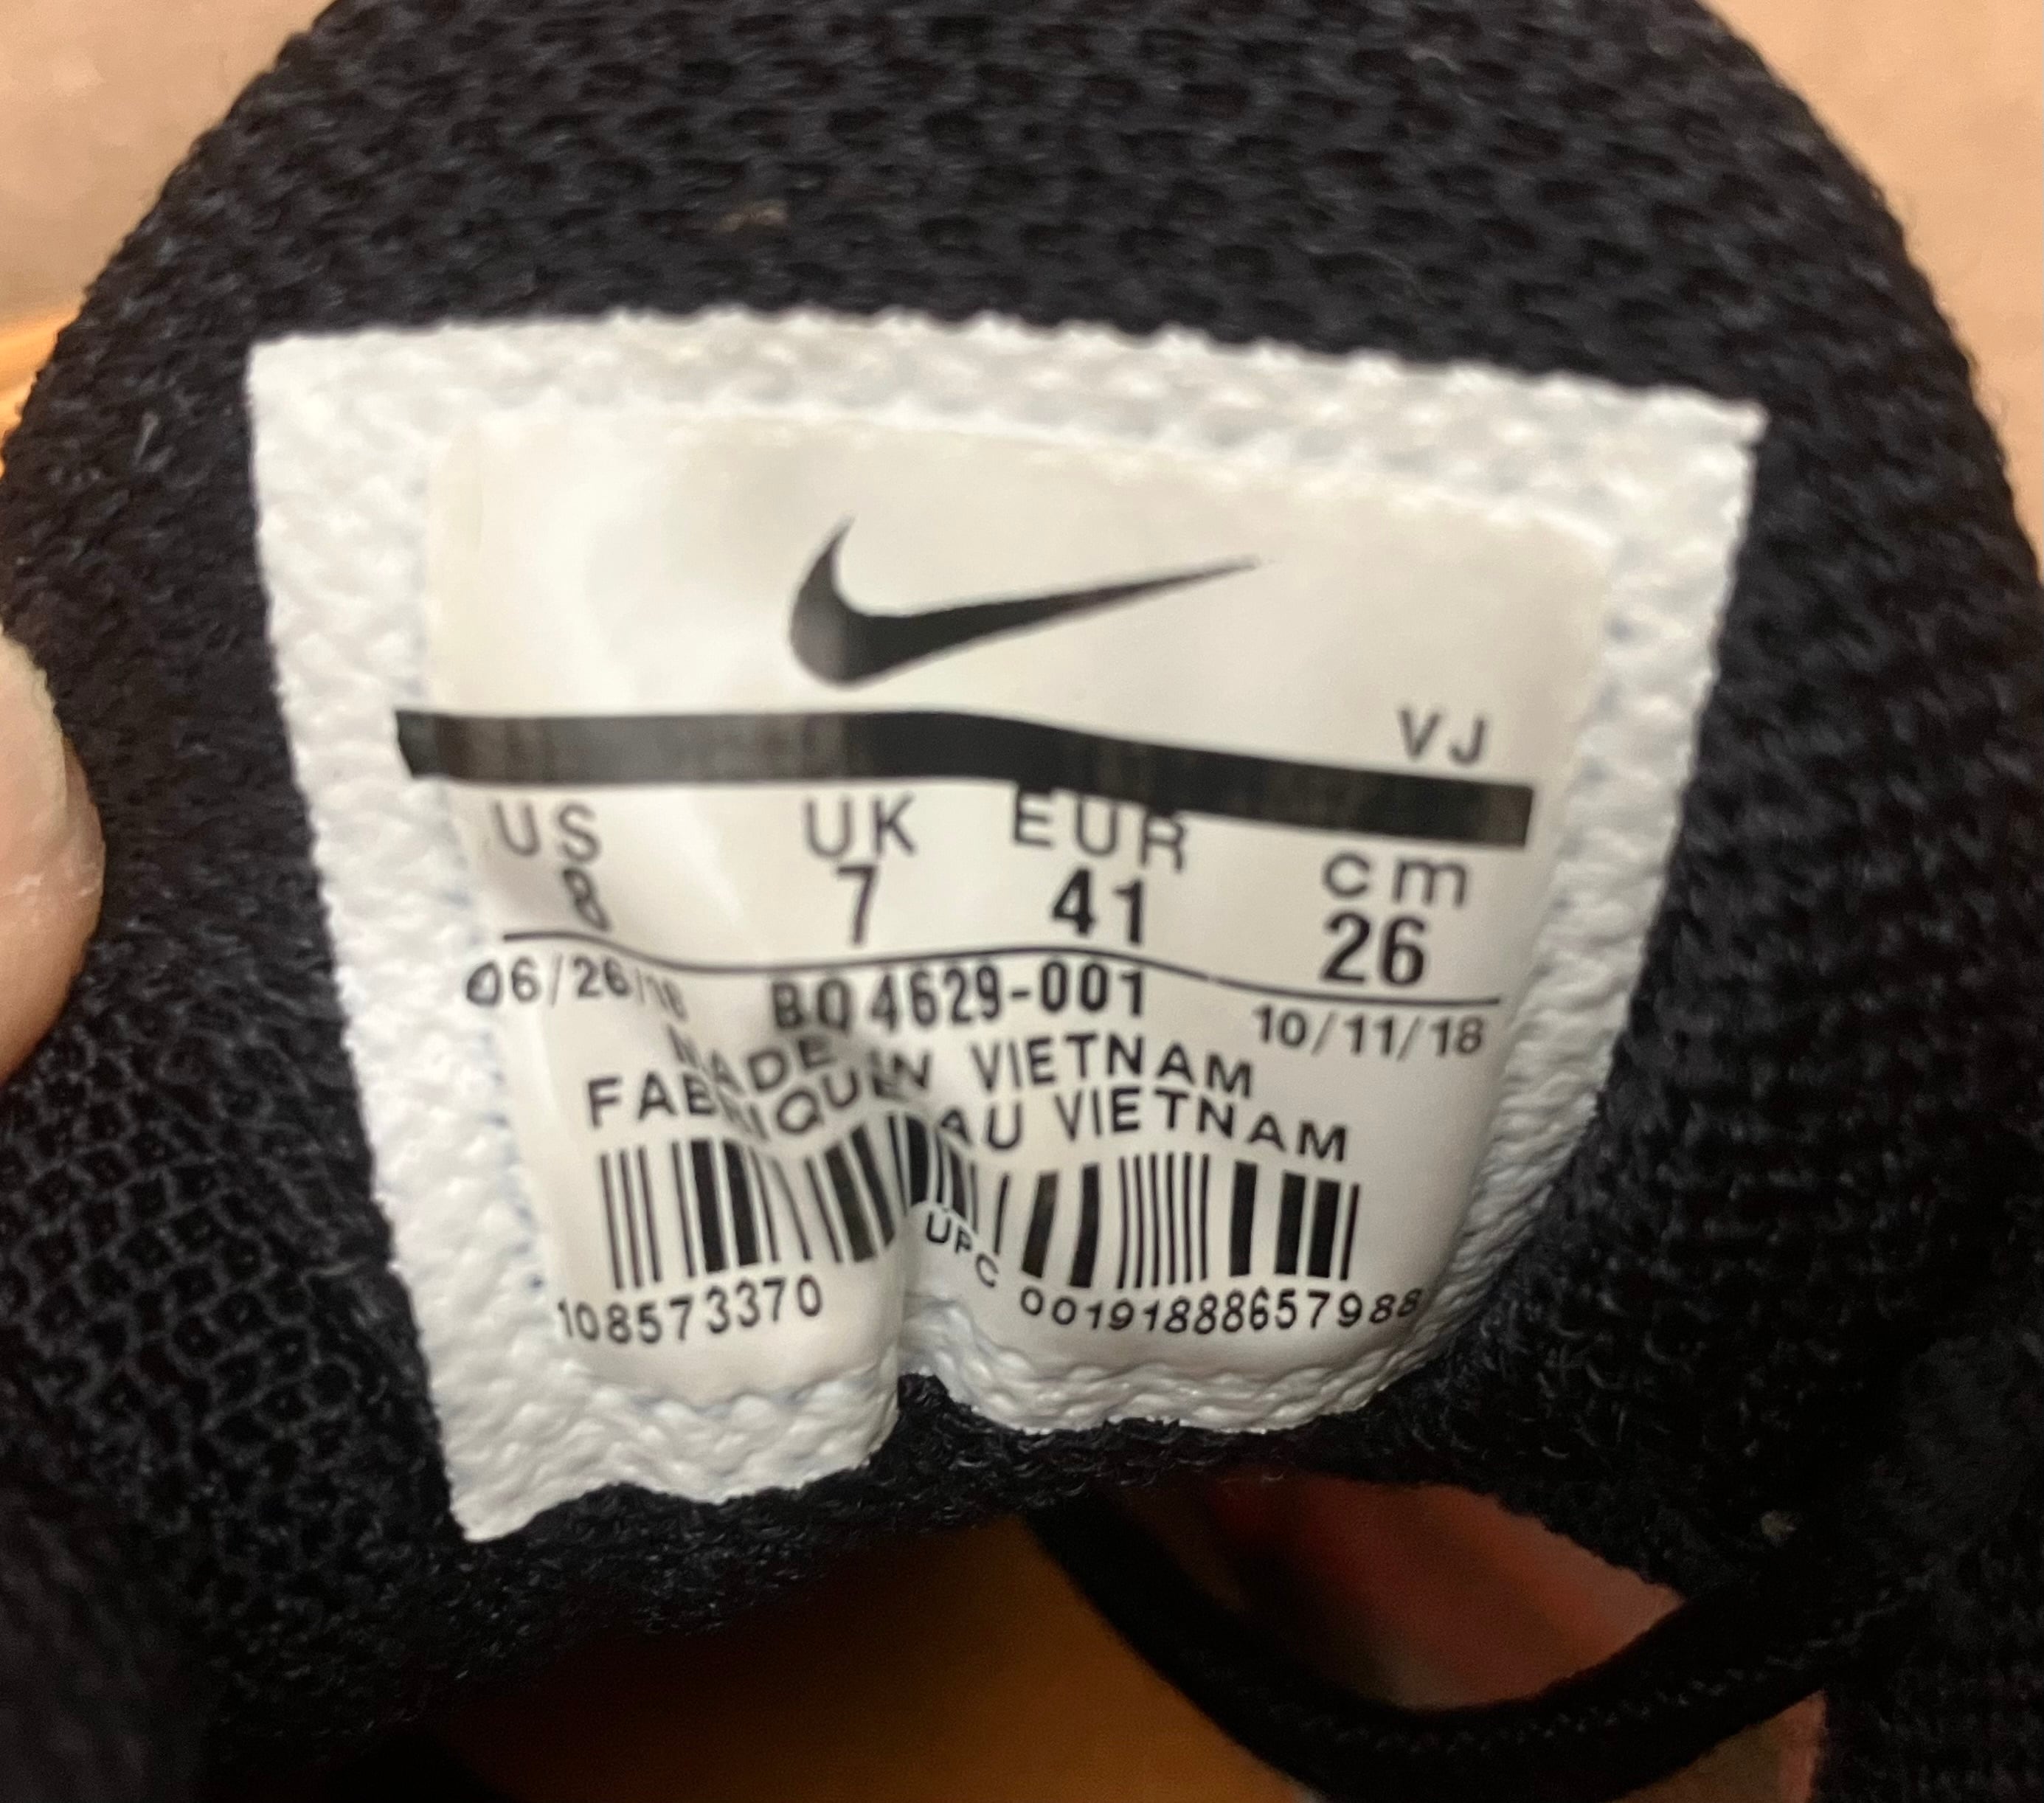 VJ
US UK EUR cm
8 7 41 26
06/26/18 BQ4629-001 10/11/18
MADE IN VIETNAM
FABRIQUE AU VIETNAM
108573370 UPC 00191888657988